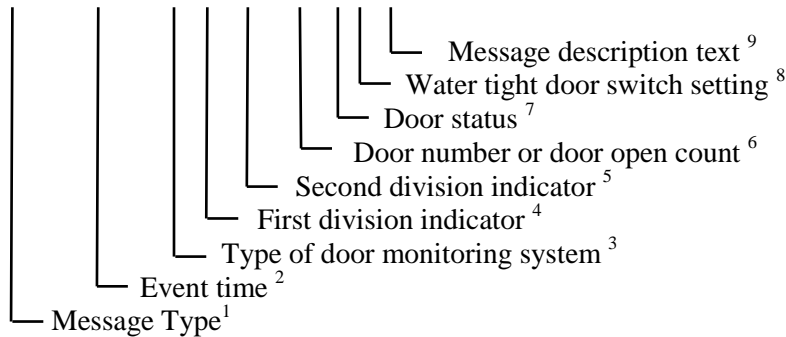 Message description text 9
Water tight door switch setting 8
Door status 7
Door number or door open count 6
Second division indicator 5
First division indicator 4
Type of door monitoring system 3
Event time 2
Message Type1